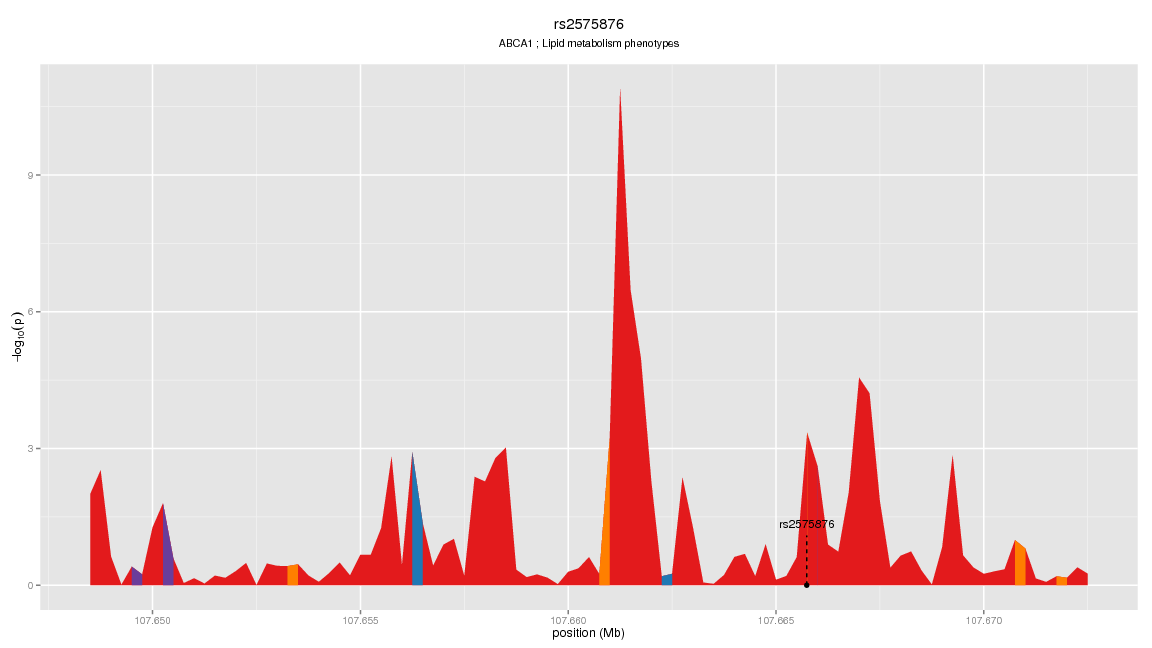 rs2575876
ABCA1 ; Lipid metabolism phenotypes
9
6
3
0
−log10(p)
rs2575876
107.650 107.655 107.660 107.665 107.670
position (Mb)